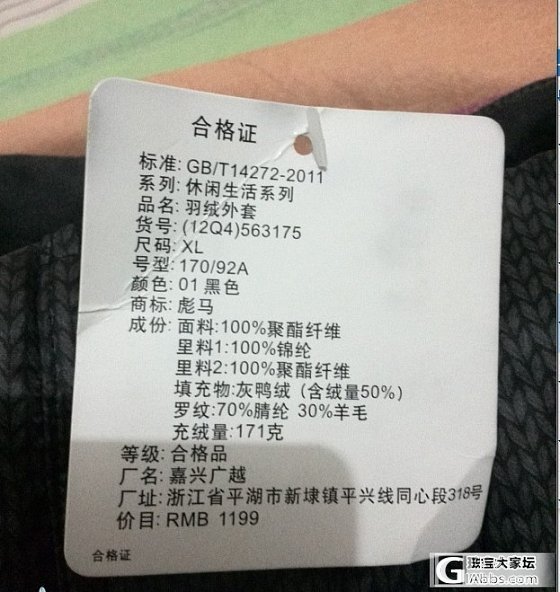 合格证
标准: GB/T14272-2011
系列: 休闲生活系列
品名: 羽绒外套
货号: (12Q4)563175
尺码: XL
号型: 170/92A
颜色: 01 黑色
商标: 彪马
成份: 面料:100%聚酯纤维
里料1:100%锦纶
里料2:100%聚酯纤维
填充物:灰鸭绒（含绒量50%）
罗纹:70%腈纶 30%羊毛
充绒量:171克
等级: 合格品
厂名: 嘉兴广越
厂址: 浙江省平湖市新埭镇平兴线同心段318号
价目: RMB 1199
合格证
珠宝大家坛
Gibbs.com